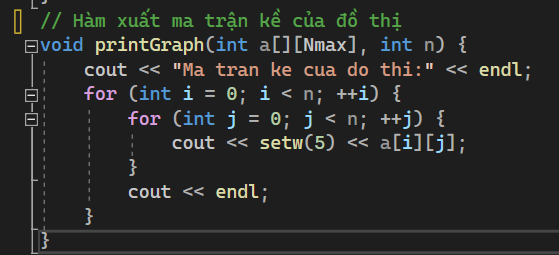 // Hàm xuất ma trận kề của đồ thị
void printGraph(int a[][Nmax], int n) {
    cout << "Ma tran ke cua do thi:" << endl;
    for (int i = 0; i < n; ++i) {
        for (int j = 0; j < n; ++j) {
            cout << setw(5) << a[i][j];
        }
        cout << endl;
    }
}